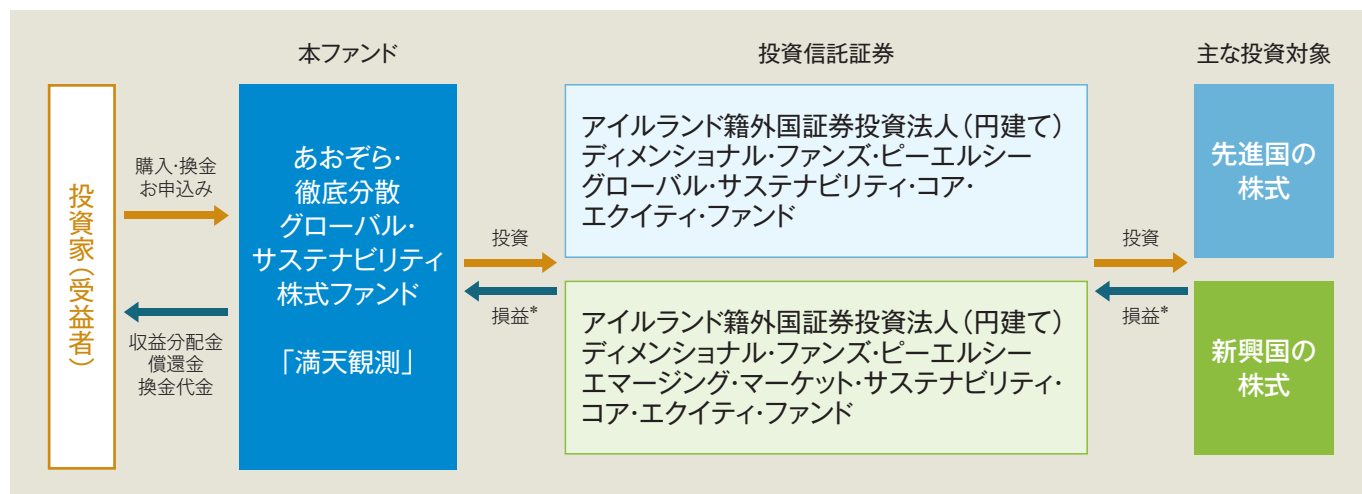 本ファンド
投資信託証券
主な投資対象
投資家（受益者）
購入･換金
お申込み
収益分配金
償還金
換金代金
あおぞら･
徹底分散
グローバル･
サステナビリティ
株式ファンド
「満天観測」
投資
損益*
アイルランド籍外国証券投資法人（円建て）
ディメンショナル･ファンズ･ピーエルシー
グローバル･サステナビリティ･コア･
エクイティ･ファンド
アイルランド籍外国証券投資法人（円建て）
ディメンショナル･ファンズ･ピーエルシー
エマージング･マーケット･サステナビリティ･
コア･エクイティ･ファンド
投資
損益*
先進国の
株式
新興国の
株式